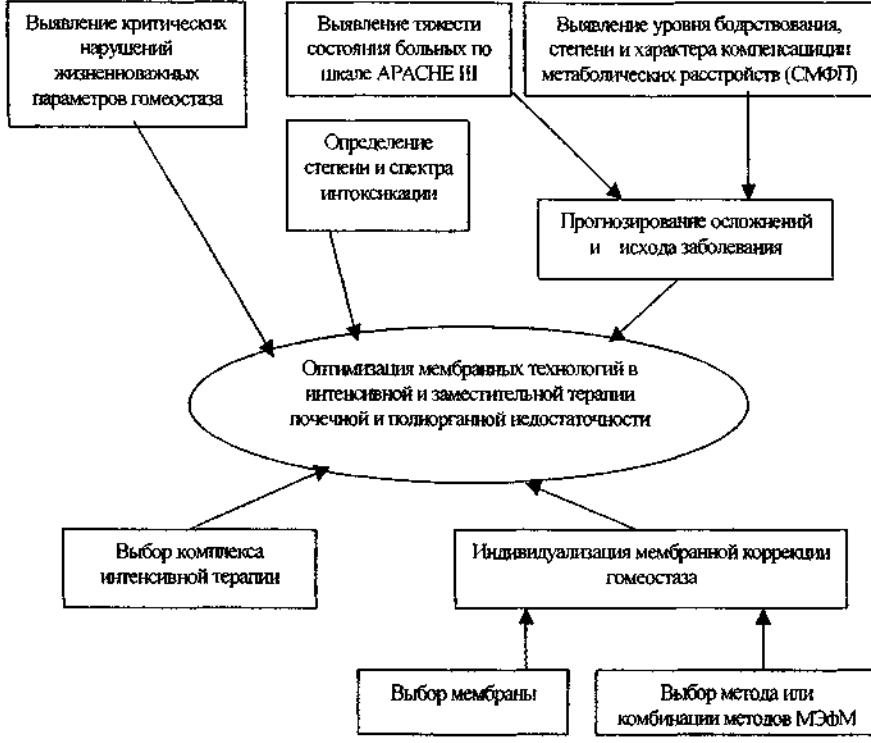 Выявление критических
нарушений
жизненноважных
параметров гомеостаза
Выявление тяжести
состояния больных по
шкале APACHE III
Выявление уровня бодрствования,
степени и характера компенсации
метаболических расстройств (СМФП)
Определение
степени и спектра
интоксикации
Прогнозирование осложнений
и исхода заболевания
Оптимизация мембранных технологий в
интенсивной и заместительной терапии
почечной и полиорганной недостаточности
Выбор комплекса
интенсивной терапии
Индивидуализация мембранной коррекции
гомеостаза
Выбор мембраны
Выбор метода или
комбинации методов МЭфМ